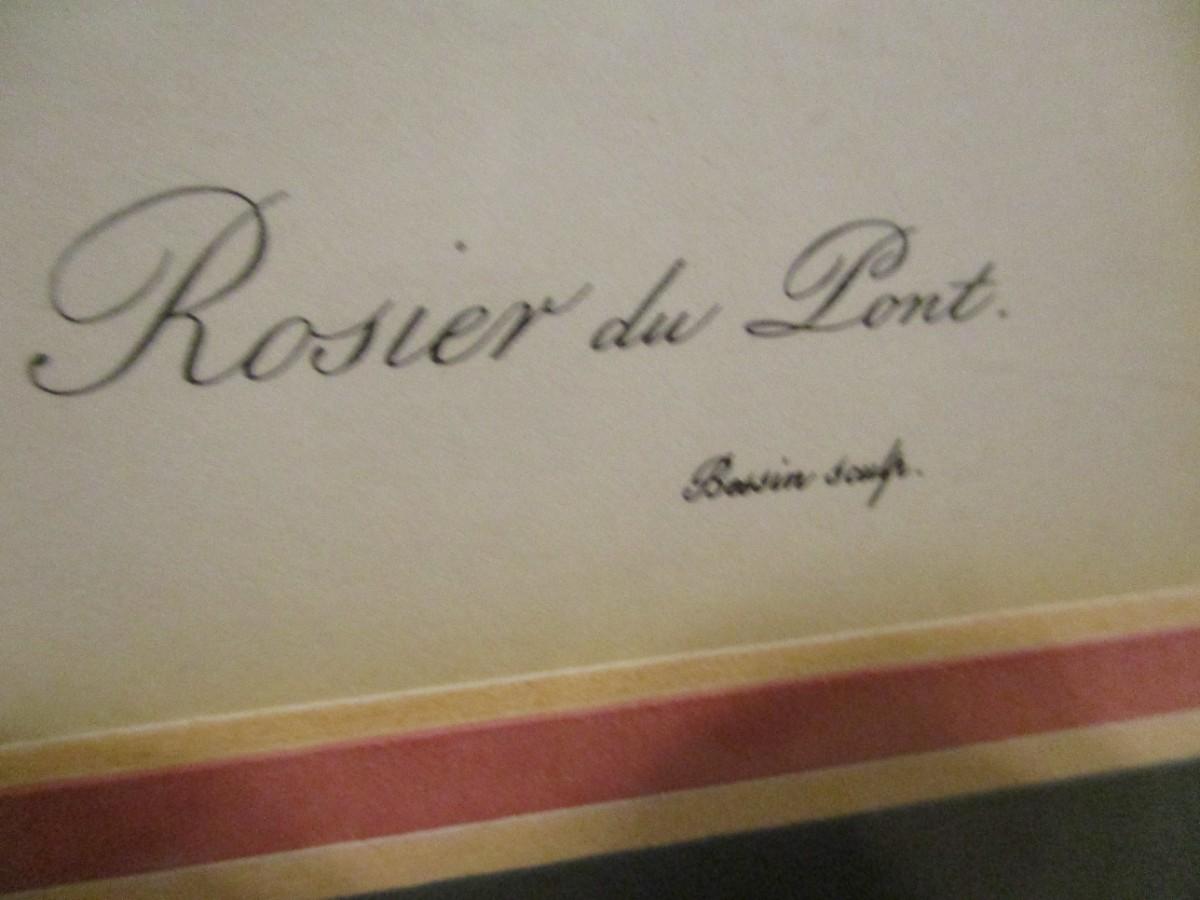 Rosier du Pont.
Bessin sculp.